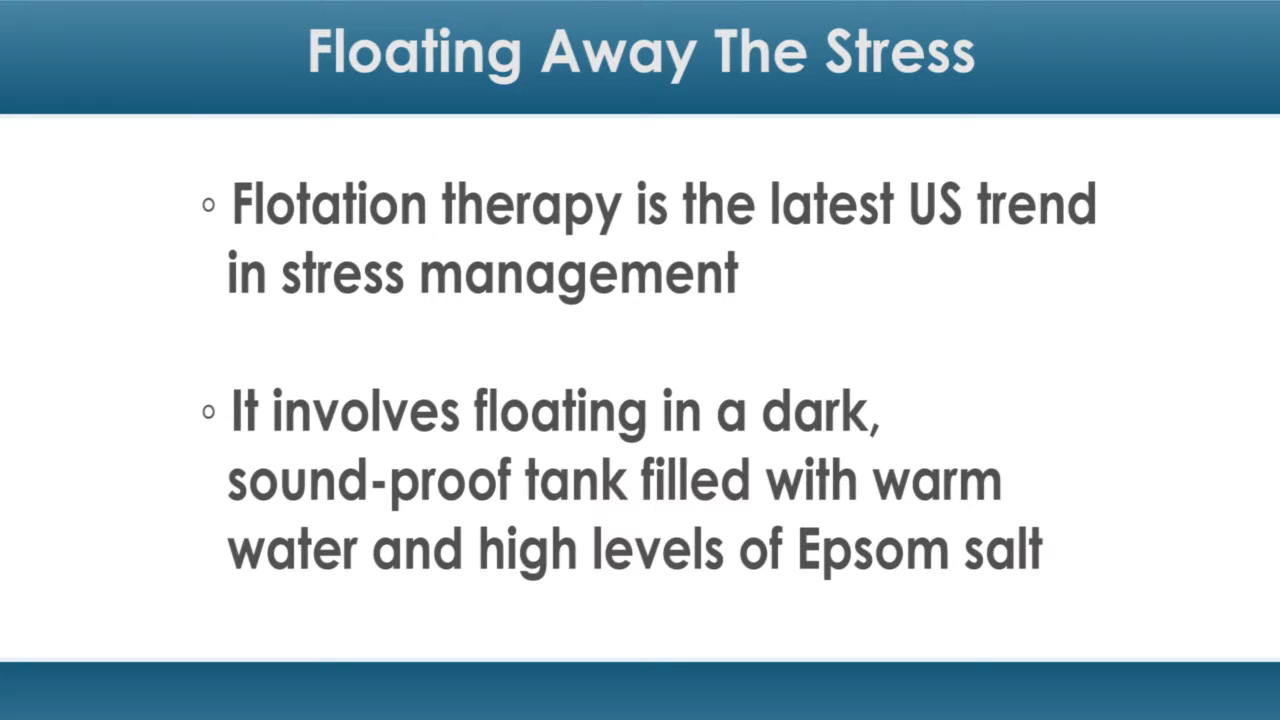 Floating Away The Stress
◦ Flotation therapy is the latest US trend
in stress management
◦ It involves floating in a dark,
sound-proof tank filled with warm
water and high levels of Epsom salt